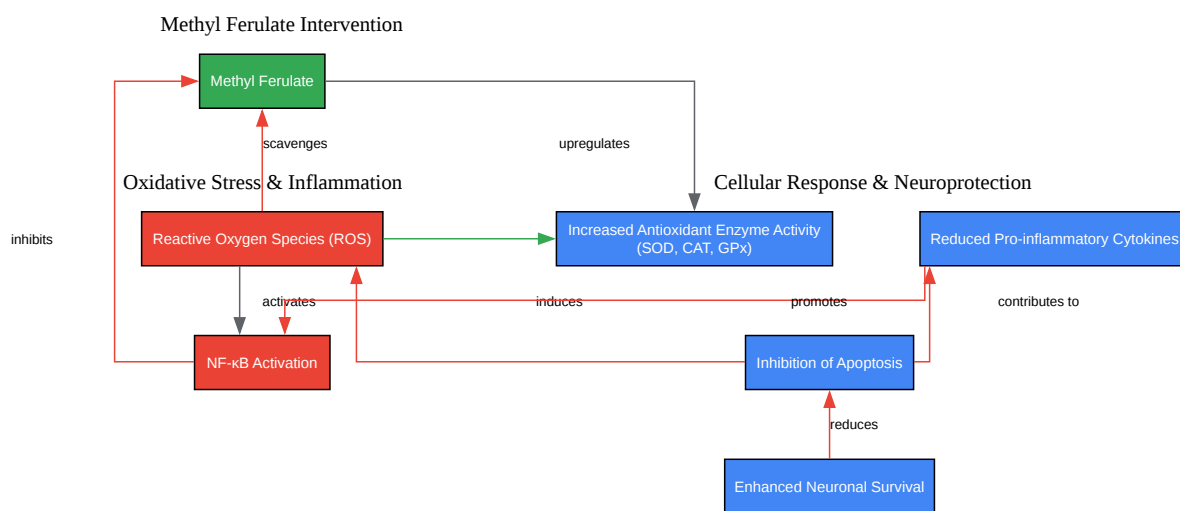 Methyl Ferulate Intervention
Methyl Ferulate
scavenges
upregulates
Oxidative Stress & Inflammation
Cellular Response & Neuroprotection
inhibits
Reactive Oxygen Species (ROS)
Increased Antioxidant Enzyme Activity
(SOD, CAT, GPx)
Reduced Pro-inflammatory Cytokines
activates
induces
promotes
contributes to
NF-κB Activation
Inhibition of Apoptosis
reduces
Enhanced Neuronal Survival